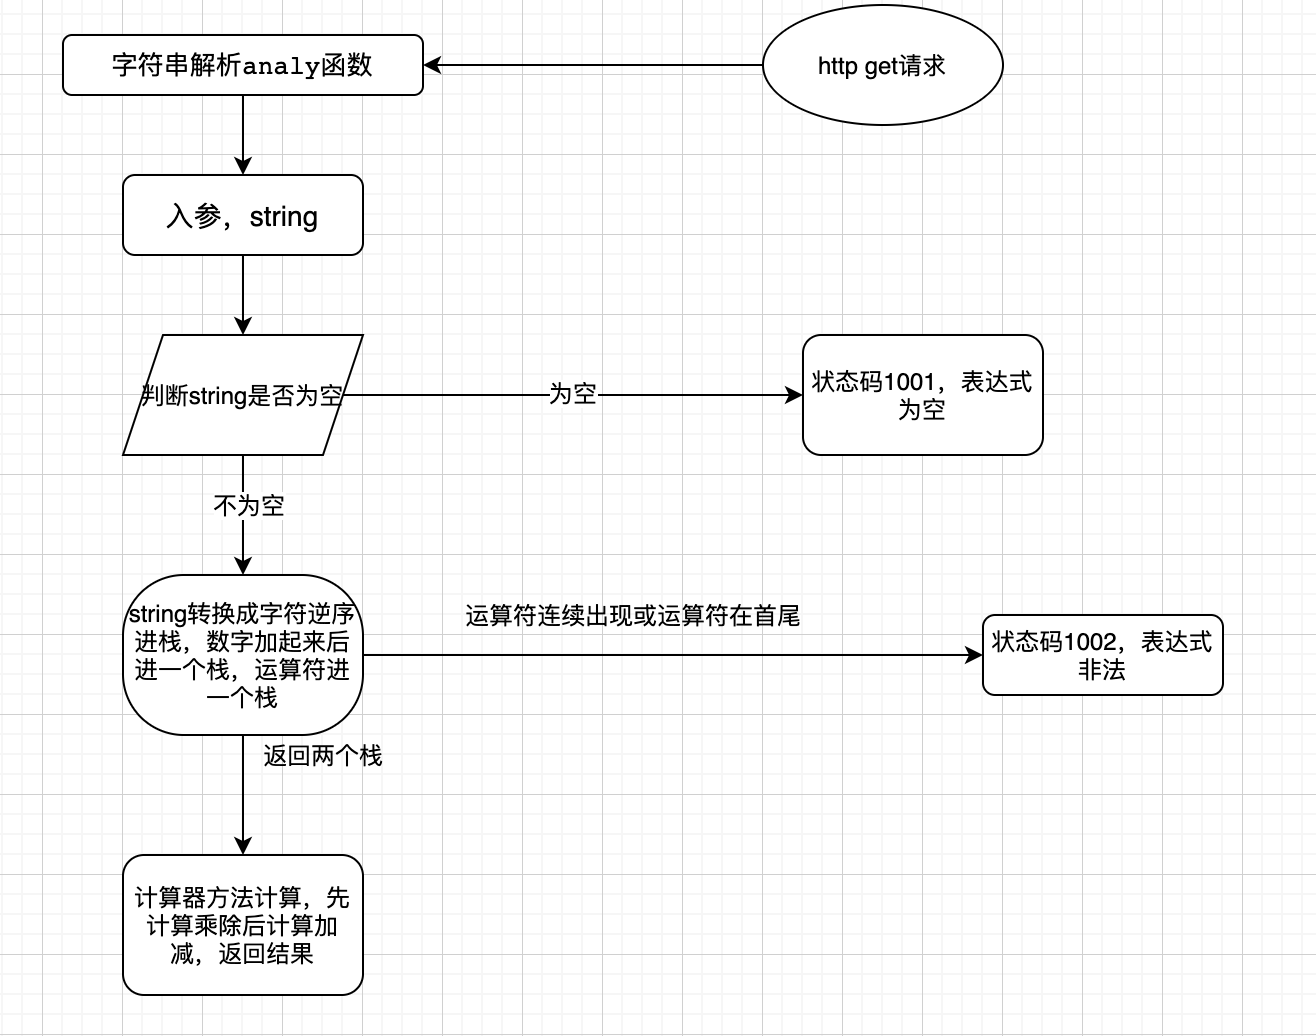 字符串解析analy函数
http get请求
入参，string
判断string是否为空
为空
状态码1001，表达式
为空
不为空
string转换成字符逆序
进栈，数字加起来后
进一个栈，运算符进
一个栈
运算符连续出现或运算符在首尾
状态码1002，表达式
非法
返回两个栈
计算器方法计算，先
计算乘除后计算加
减，返回结果